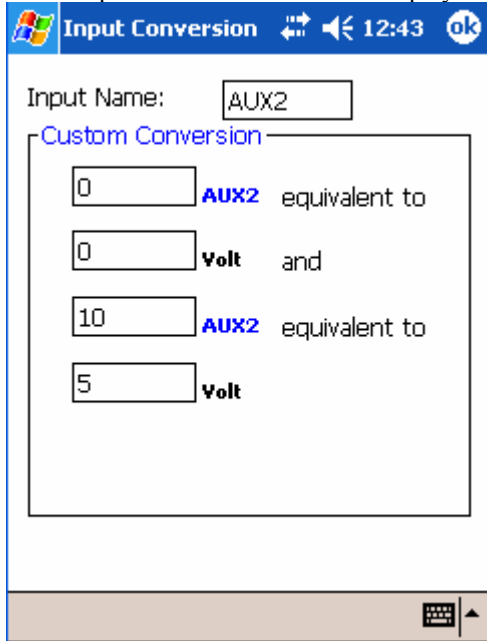 Input Conversion 12:43 ok
Input Name: AUX2
Custom Conversion
0 AUX2 equivalent to
0 Volt and
10 AUX2 equivalent to
5 Volt